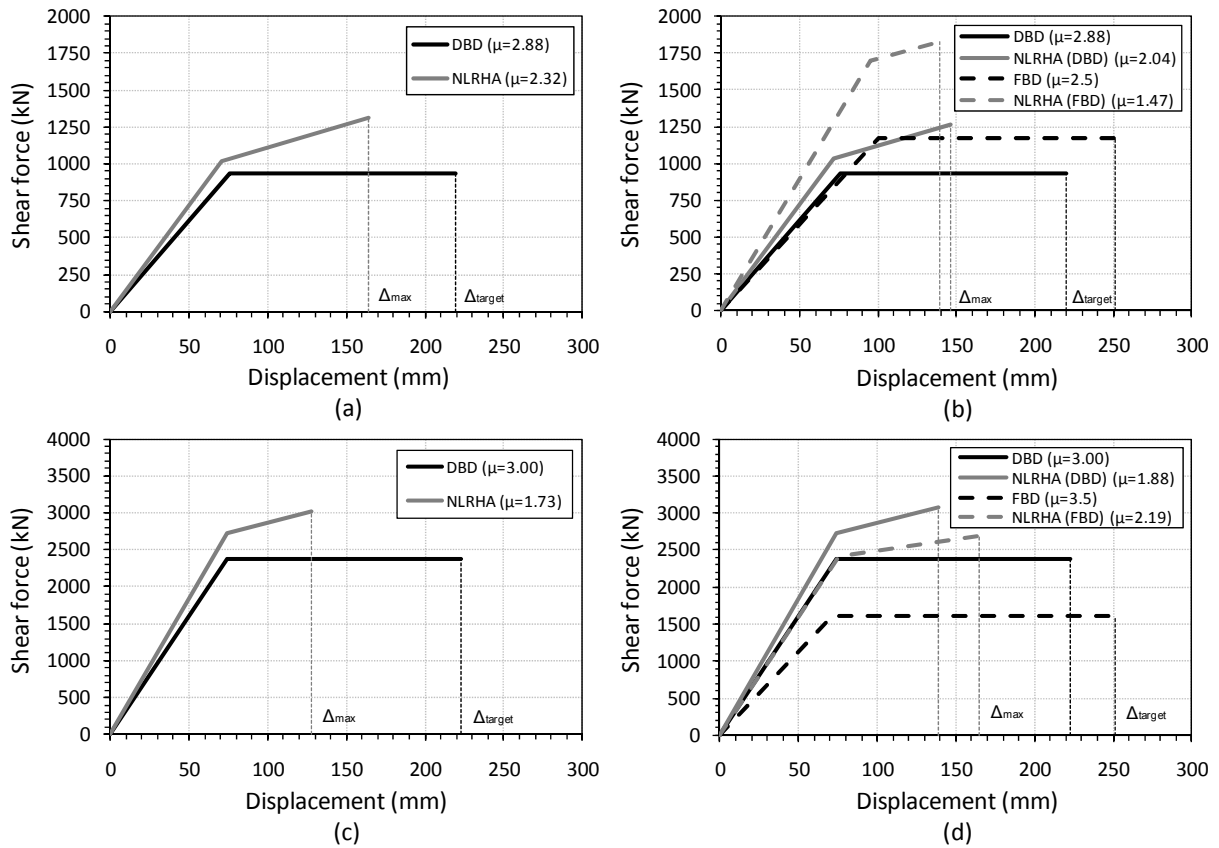 2000
1750
1500
1250
1000
750
500
250
0
Shear force (kN)
DBD (μ=2.88)
NLRHA (μ=2.32)
Δmax
Δtarget
0 50 100 150 200 250 300
Displacement (mm)
(a)
2000
1750
1500
1250
1000
750
500
250
0
Shear force (kN)
DBD (μ=2.88)
NLRHA (DBD) (μ=2.04)
FBD (μ=2.5)
NLRHA (FBD) (μ=1.47)
Δmax
Δtarget
0 50 100 150 200 250 300
Displacement (mm)
(b)
4000
3500
3000
2500
2000
1500
1000
500
0
Shear force (kN)
DBD (μ=3.00)
NLRHA (μ=1.73)
Δmax
Δtarget
0 50 100 150 200 250 300
Displacement (mm)
(c)
4000
3500
3000
2500
2000
1500
1000
500
0
Shear force (kN)
DBD (μ=3.00)
NLRHA (DBD) (μ=1.88)
FBD (μ=3.5)
NLRHA (FBD) (μ=2.19)
Δmax
Δtarget
0 50 100 150 200 250 300
Displacement (mm)
(d)